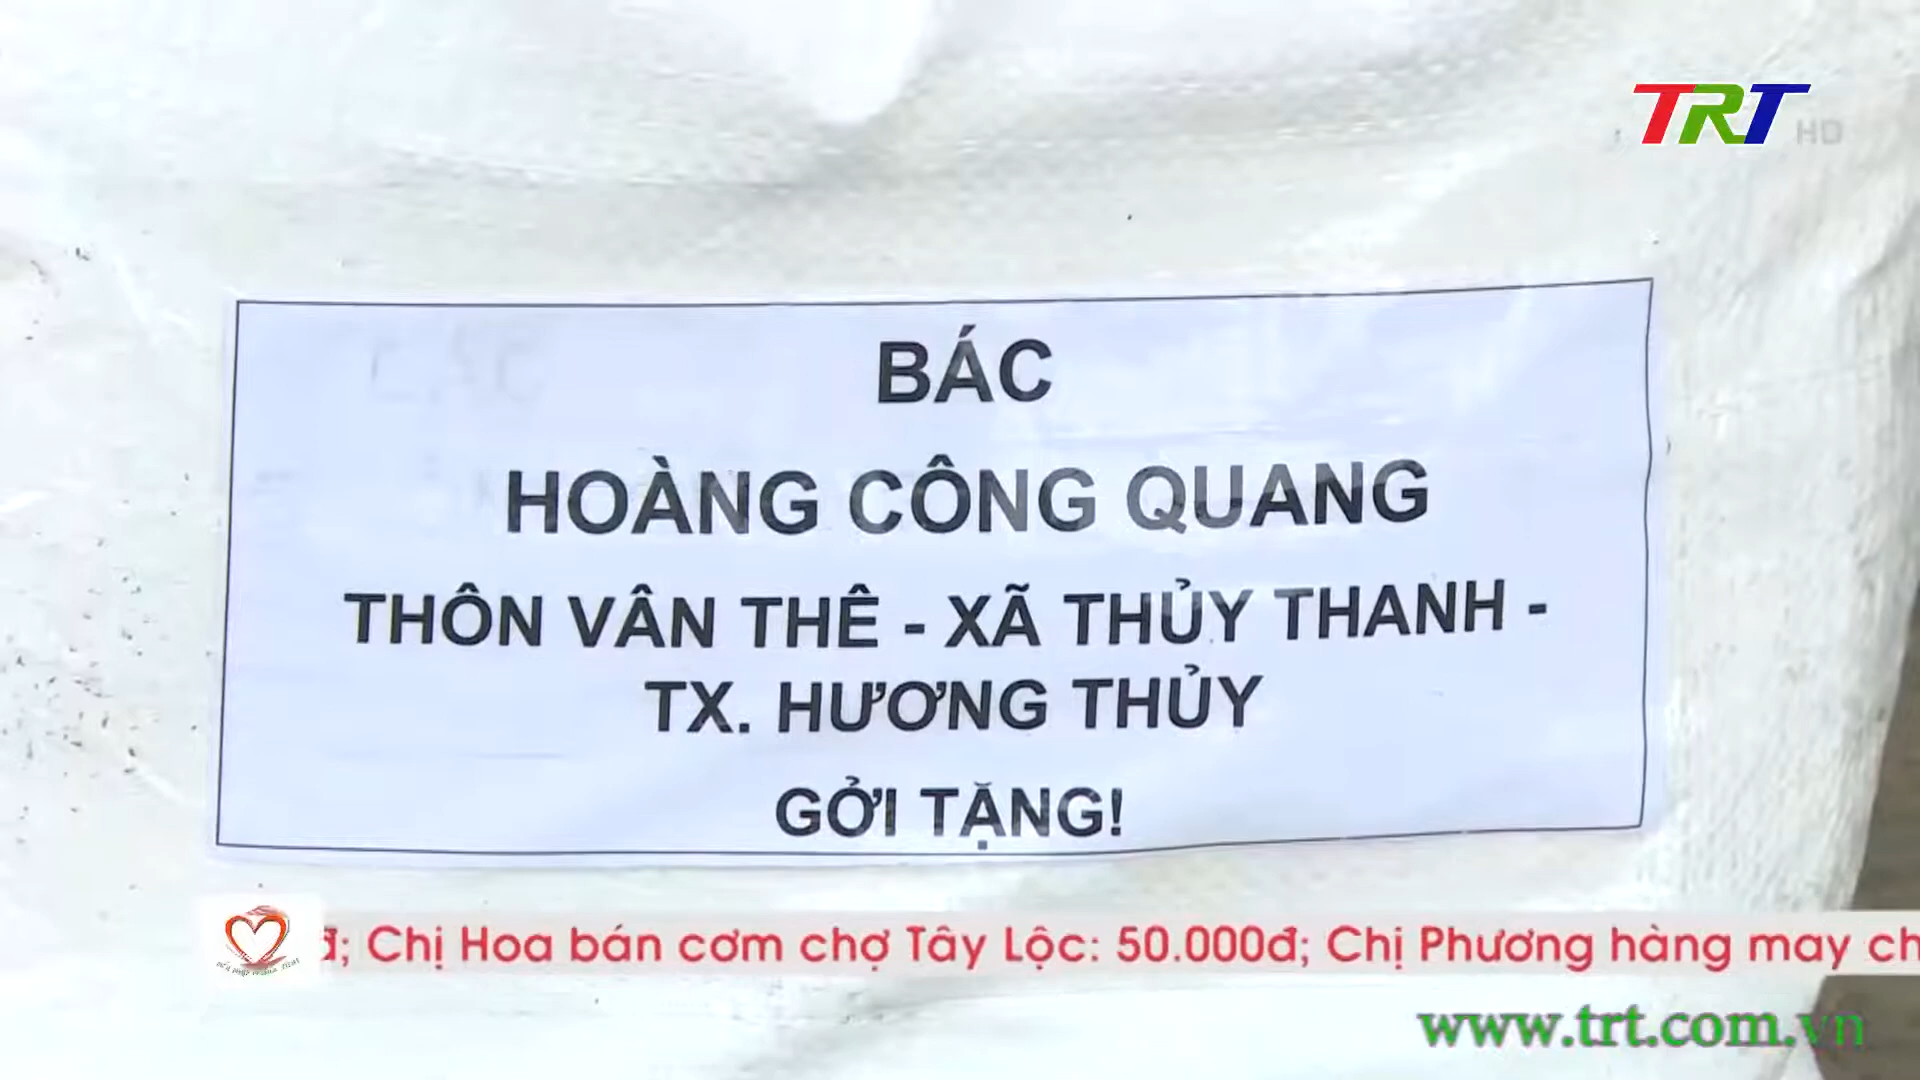 TRT HD
BÁC
HOÀNG CÔNG QUANG
THÔN VÂN THÊ - XÃ THỦY THANH -
TX. HƯƠNG THỦY
GỞI TẶNG!
đ; Chị Hoa bán cơm chợ Tây Lộc: 50.000đ; Chị Phương hàng may ch
www.trt.com.vn